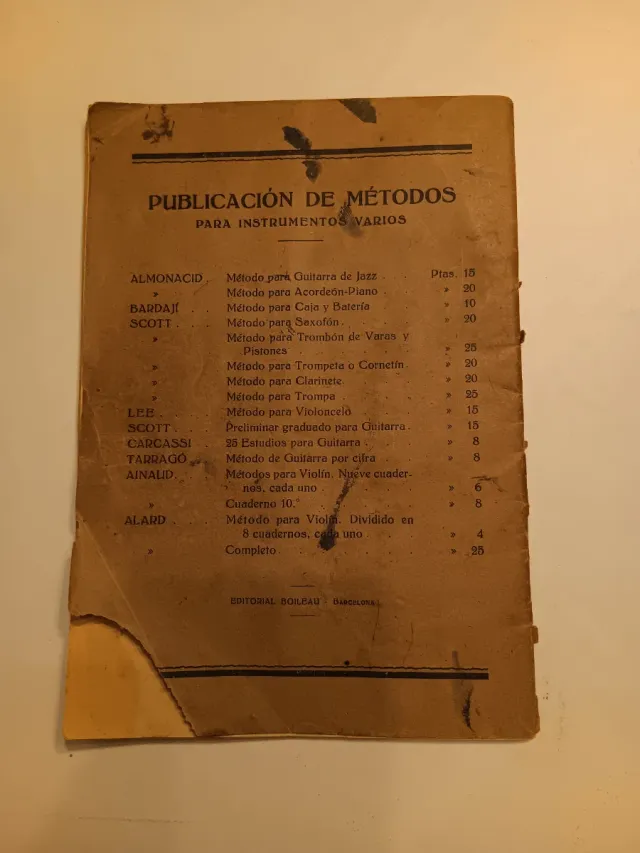 PUBLICACIÓN DE MÉTODOS
PARA INSTRUMENTOS VARIOS
ALMONACID. Método para Guitarra de Jazz . . Ptas. 15
» Método para Acordeón-Piano . . » 20
BARDAJÍ . . Método para Caja y Batería . . . » 10
SCOTT . . . Método para Saxofón. . . . . » 20
» Método para Trombón de Varas y
Pistones . . . . . . . » 25
» Método para Trompeta o Cornetín. » 20
» Método para Clarinete . . . . » 20
» Método para Trompa . . . . » 25
LEE. . . . . Método para Violoncelo . . . » 15
SCOTT. . . . Preliminar graduado para Guitarra. » 15
CARCASSI . . 25 Estudios para Guitarra . . . » 8
TARRAGÓ . . Método de Guitarra por cifra . . » 8
AINAUD. . . Métodos para Violín. Nueve cuader-
nos, cada uno . . . . . » 6
» Cuaderno 10.º . . . . . . » 8
ALARD . . . Método para Violín. Dividido en
8 cuadernos, cada uno . . . » 4
» Completo . . . . . . . » 25
EDITORIAL BOILEAU - BARCELONA